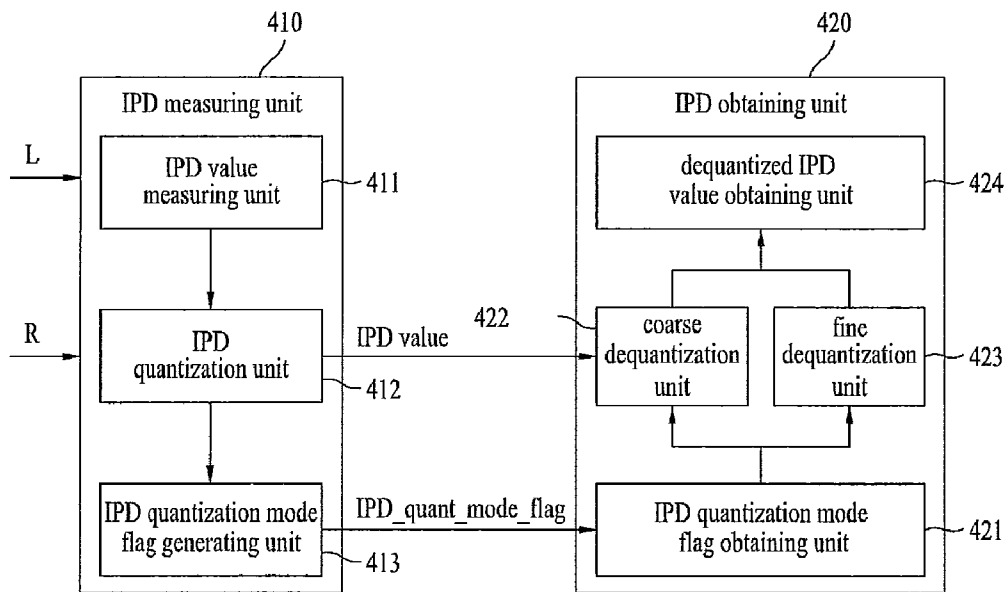 410
420
IPD measuring unit
IPD obtaining unit
L
IPD value
measuring unit
411
dequantized IPD
value obtaining unit
424
R
IPD
quantization unit
412
IPD value
422
coarse
dequantization
unit
fine
dequantization
unit
423
IPD quantization mode
flag generating unit
413
IPD_quant_mode_flag
IPD quantization mode
flag obtaining unit
421